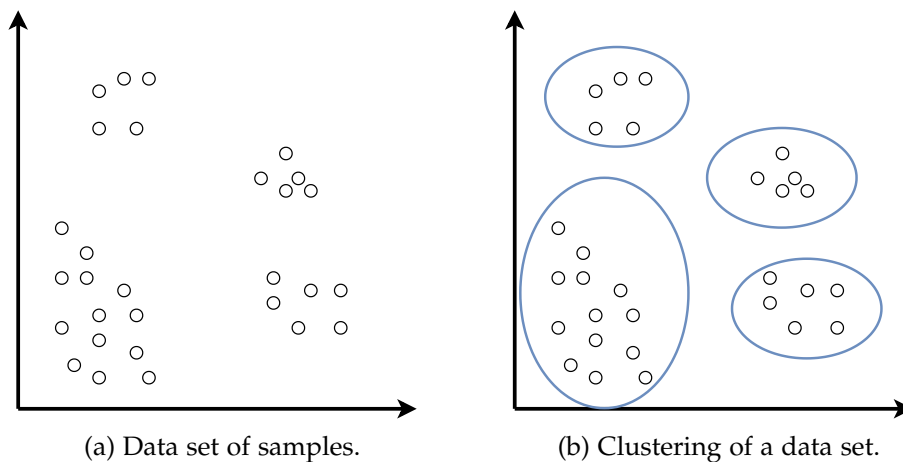 (a) Data set of samples.
(b) Clustering of a data set.